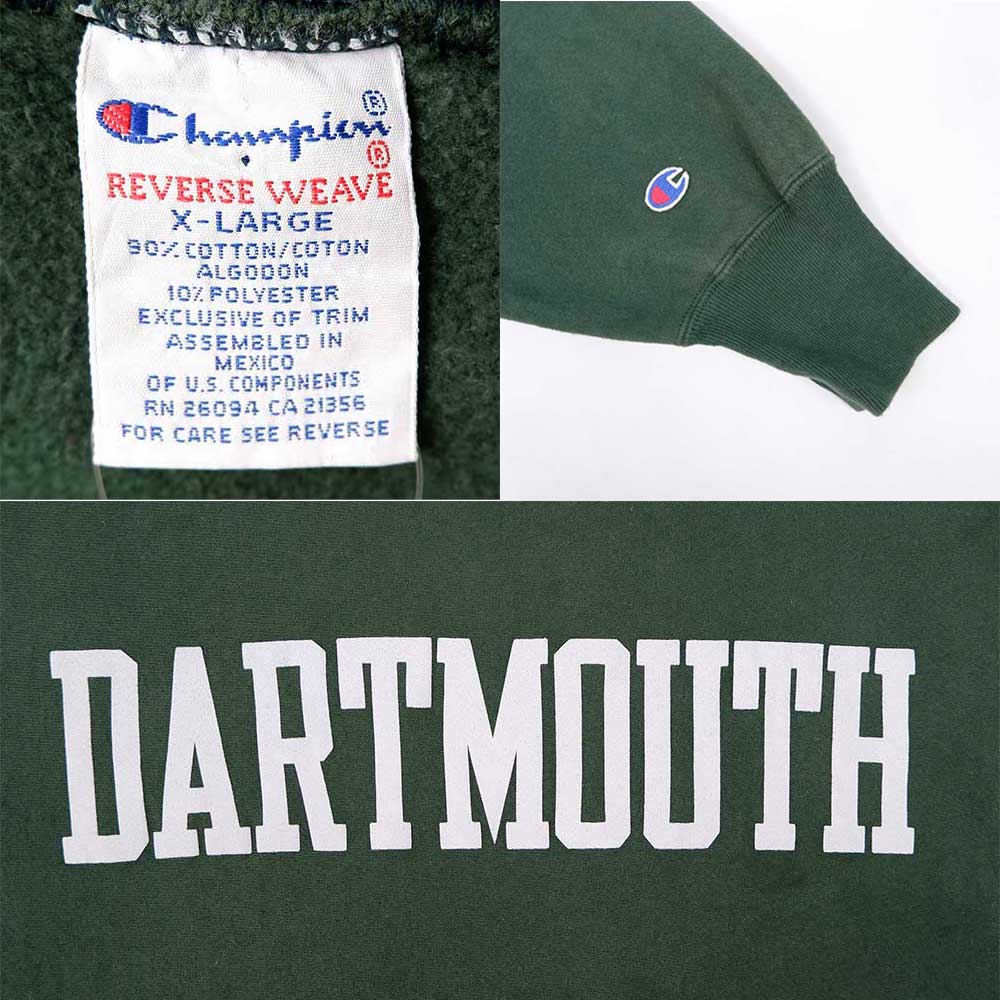 Champion®
REVERSE WEAVE®
X-LARGE
90% COTTON/COTON
ALGODON
10% POLYESTER
EXCLUSIVE OF TRIM
ASSEMBLED IN
MEXICO
OF U.S. COMPONENTS
RN 26094 CA 21356
FOR CARE SEE REVERSE
C
DARTMOUTH